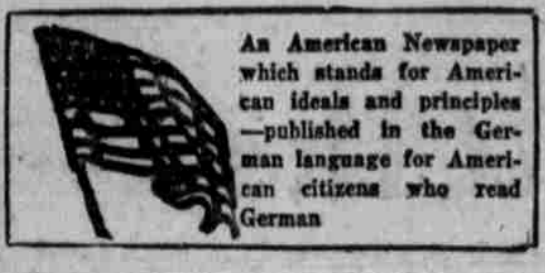 An American Newspaper
which stands for Ameri-
can ideals and principles
—published in the Ger-
man language for Ameri-
can citizens who read
German